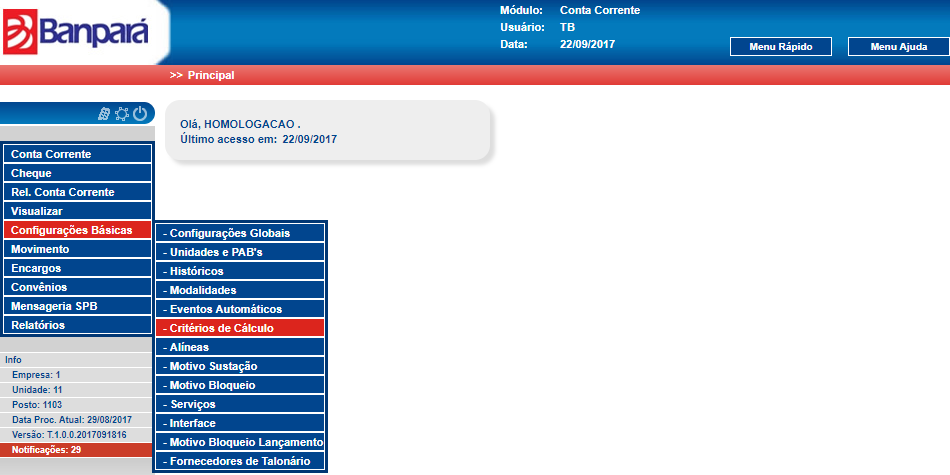 Banpará
Módulo: Conta Corrente
Usuário: TB
Data: 22/09/2017
Menu Rápido
Menu Ajuda
>> Principal
Olá, HOMOLOGACAO .
Último acesso em: 22/09/2017
Conta Corrente
Cheque
Rel. Conta Corrente
Visualizar
Configurações Básicas
Movimento
Encargos
Convênios
Mensageria SPB
Relatórios
- Configurações Globais
- Unidades e PAB's
- Históricos
- Modalidades
- Eventos Automáticos
- Critérios de Cálculo
- Alíneas
- Motivo Sustação
- Motivo Bloqueio
- Serviços
- Interface
- Motivo Bloqueio Lançamento
- Fornecedores de Talonário
Info
Empresa: 1
Unidade: 11
Posto: 1103
Data Proc. Atual: 29/08/2017
Versão: T.1.0.0.2017091816
Notificações: 29